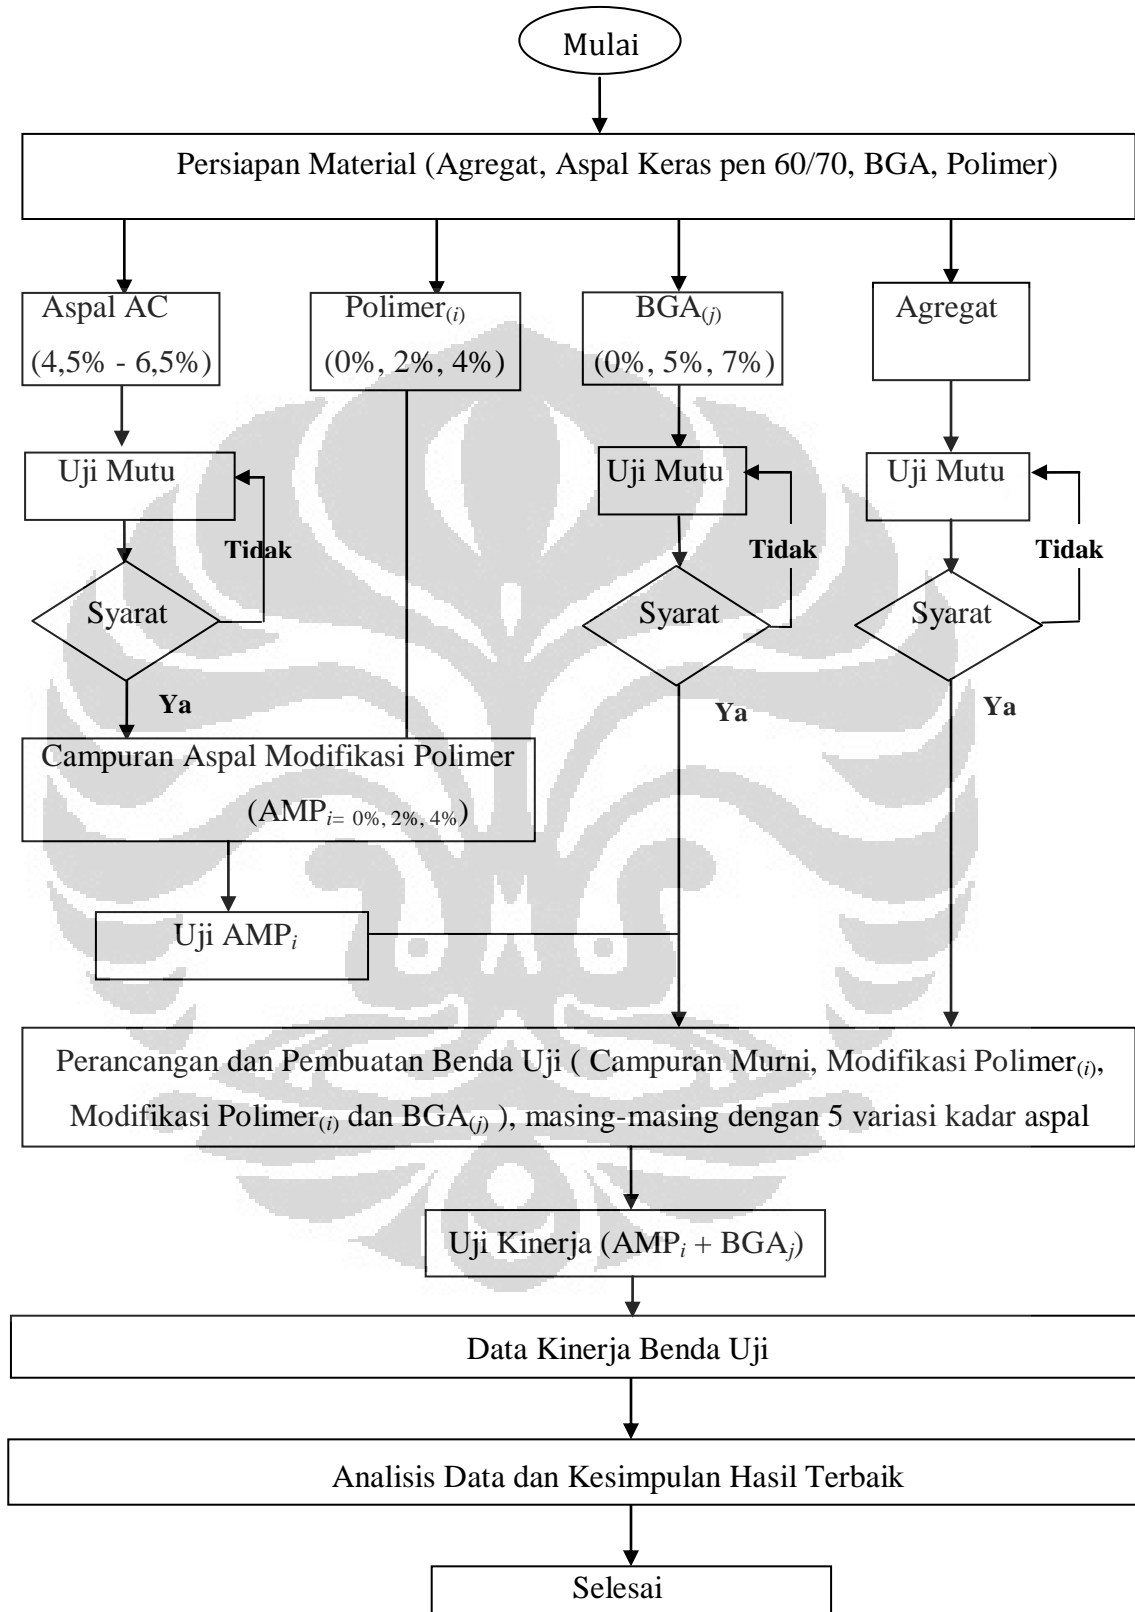 Mulai
Persiapan Material (Agregat, Aspal Keras pen 60/70, BGA, Polimer)
Aspal AC
(4,5% - 6,5%)
Polimer(i)
(0%, 2%, 4%)
BGA(j)
(0%, 5%, 7%)
Agregat
Uji Mutu
Uji Mutu
Uji Mutu
Tidak
Tidak
Tidak
Syarat
Syarat
Syarat
Ya
Ya
Ya
Campuran Aspal Modifikasi Polimer
(AMPi= 0%, 2%, 4%)
Uji AMPi
Perancangan dan Pembuatan Benda Uji ( Campuran Murni, Modifikasi Polimer(i),
Modifikasi Polimer(i) dan BGA(j) ), masing-masing dengan 5 variasi kadar aspal
Uji Kinerja (AMPi + BGAj)
Data Kinerja Benda Uji
Analisis Data dan Kesimpulan Hasil Terbaik
Selesai